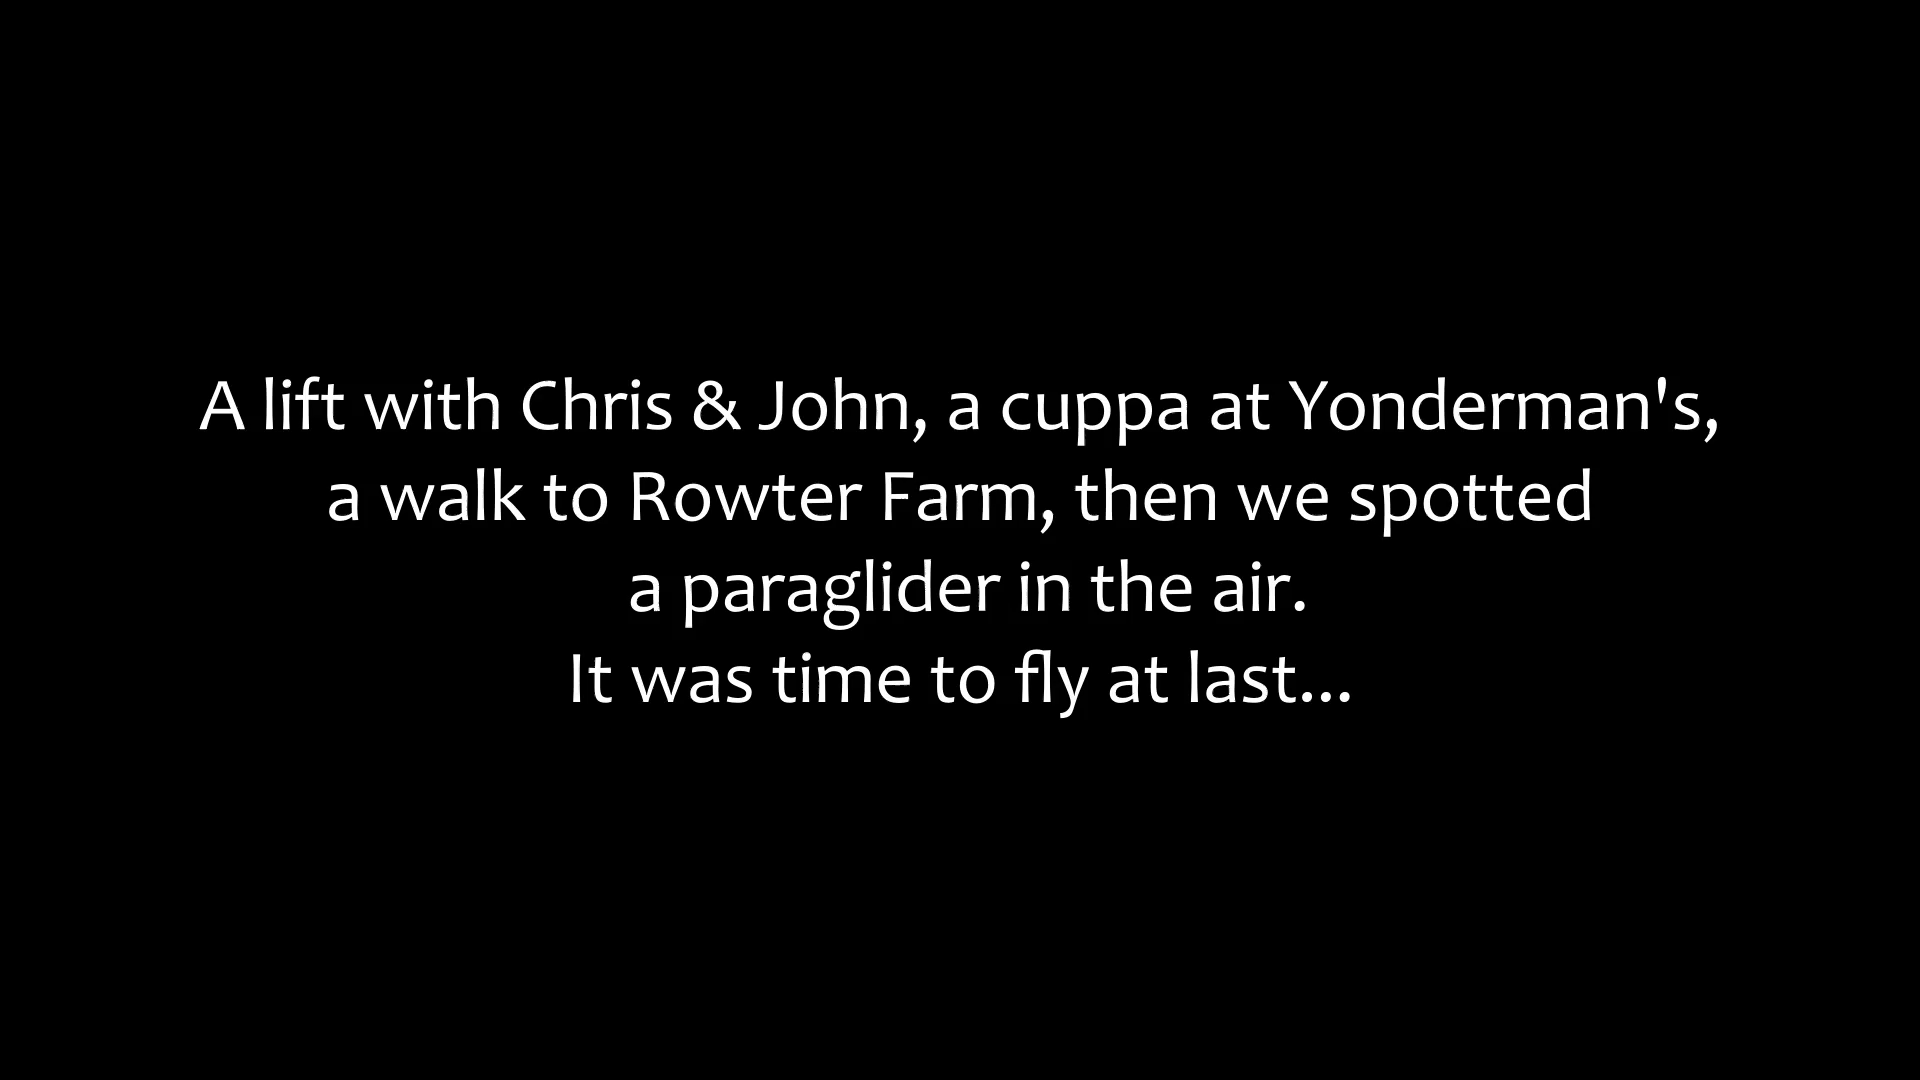 A lift with Chris & John, a cuppa at Yonderman's,
a walk to Rowter Farm, then we spotted
a paraglider in the air.
It was time to fly at last...